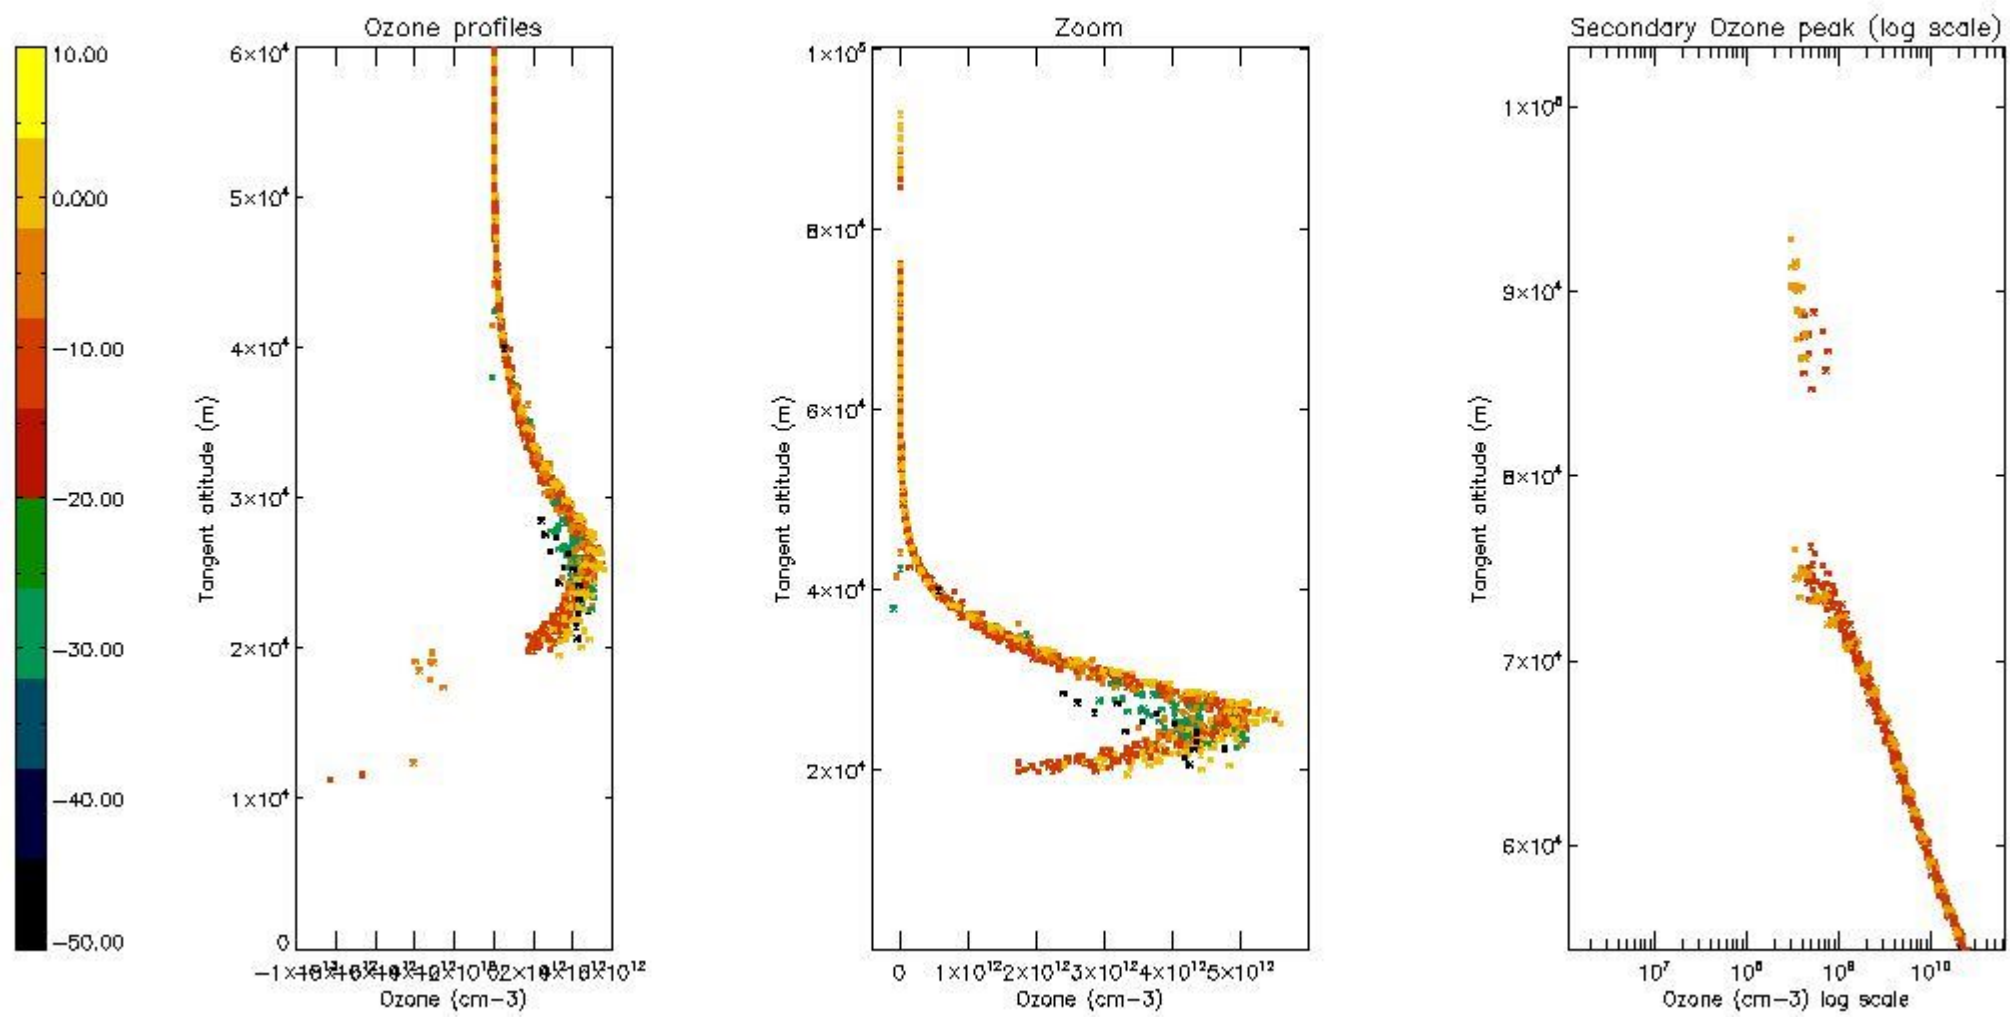 Ozone profiles
Zoom
Secondary Ozone peak (log scale)
10.00
0.000
−10.00
−20.00
−30.00
−40.00
−50.00
6×10⁴
5×10⁴
4×10⁴
3×10⁴
2×10⁴
1×10⁴
0
Tangent altitude (m)
Ozone (cm−3)
1×10⁵
8×10⁴
6×10⁴
4×10⁴
2×10⁴
Tangent altitude (m)
0 1×10¹² 2×10¹² 3×10¹² 4×10¹² 5×10¹²
Ozone (cm−3)
9×10⁴
8×10⁴
7×10⁴
6×10⁴
Tangent altitude (m)
10⁷ 10⁸ 10⁹ 10¹⁰
Ozone (cm−3) log scale